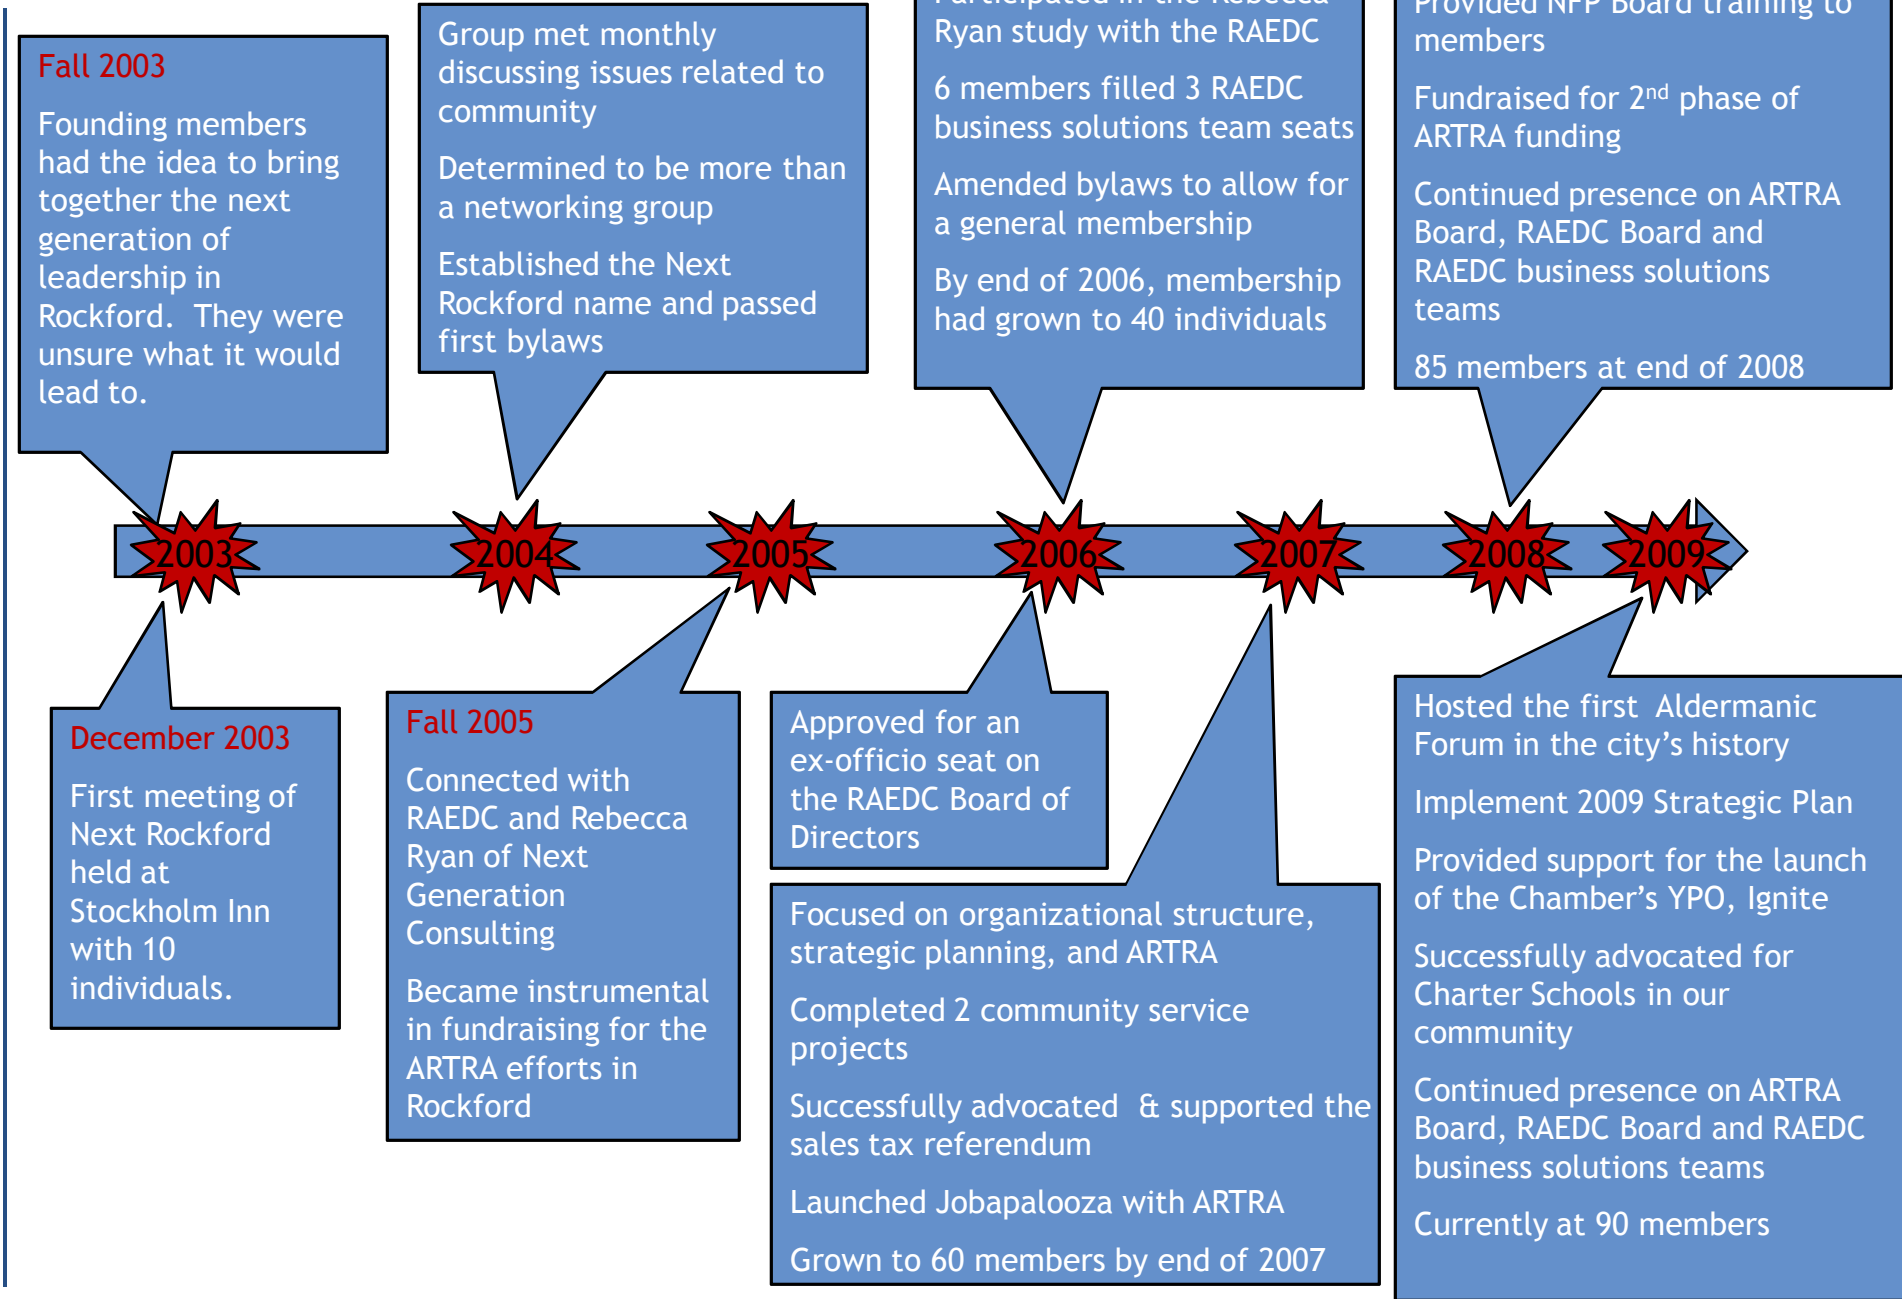 Fall 2003
Founding members
had the idea to bring
together the next
generation of
leadership in
Rockford.  They were
unsure what it would
lead to.
Group met monthly
discussing issues related to
community
Determined to be more than
a networking group
Established the Next
Rockford name and passed
first bylaws
Participated in the Rebecca
Ryan study with the RAEDC
6 members filled 3 RAEDC
business solutions team seats
Amended bylaws to allow for
a general membership
By end of 2006, membership
had grown to 40 individuals
Provided NFP Board training to
members
Fundraised for 2nd phase of
ARTRA funding
Continued presence on ARTRA
Board, RAEDC Board and
RAEDC business solutions
teams
85 members at end of 2008
2003
2004
2005
2006
2007
2008
2009
December 2003
First meeting of
Next Rockford
held at
Stockholm Inn
with 10
individuals.
Fall 2005
Connected with
RAEDC and Rebecca
Ryan of Next
Generation
Consulting
Became instrumental
in fundraising for the
ARTRA efforts in
Rockford
Approved for an
ex-officio seat on
the RAEDC Board of
Directors
Focused on organizational structure,
strategic planning, and ARTRA
Completed 2 community service
projects
Successfully advocated  & supported the
sales tax referendum
Launched Jobapalooza with ARTRA
Grown to 60 members by end of 2007
Hosted the first  Aldermanic
Forum in the city’s history
Implement 2009 Strategic Plan
Provided support for the launch
of the Chamber’s YPO, Ignite
Successfully advocated for
Charter Schools in our
community
Continued presence on ARTRA
Board, RAEDC Board and RAEDC
business solutions teams
Currently at 90 members